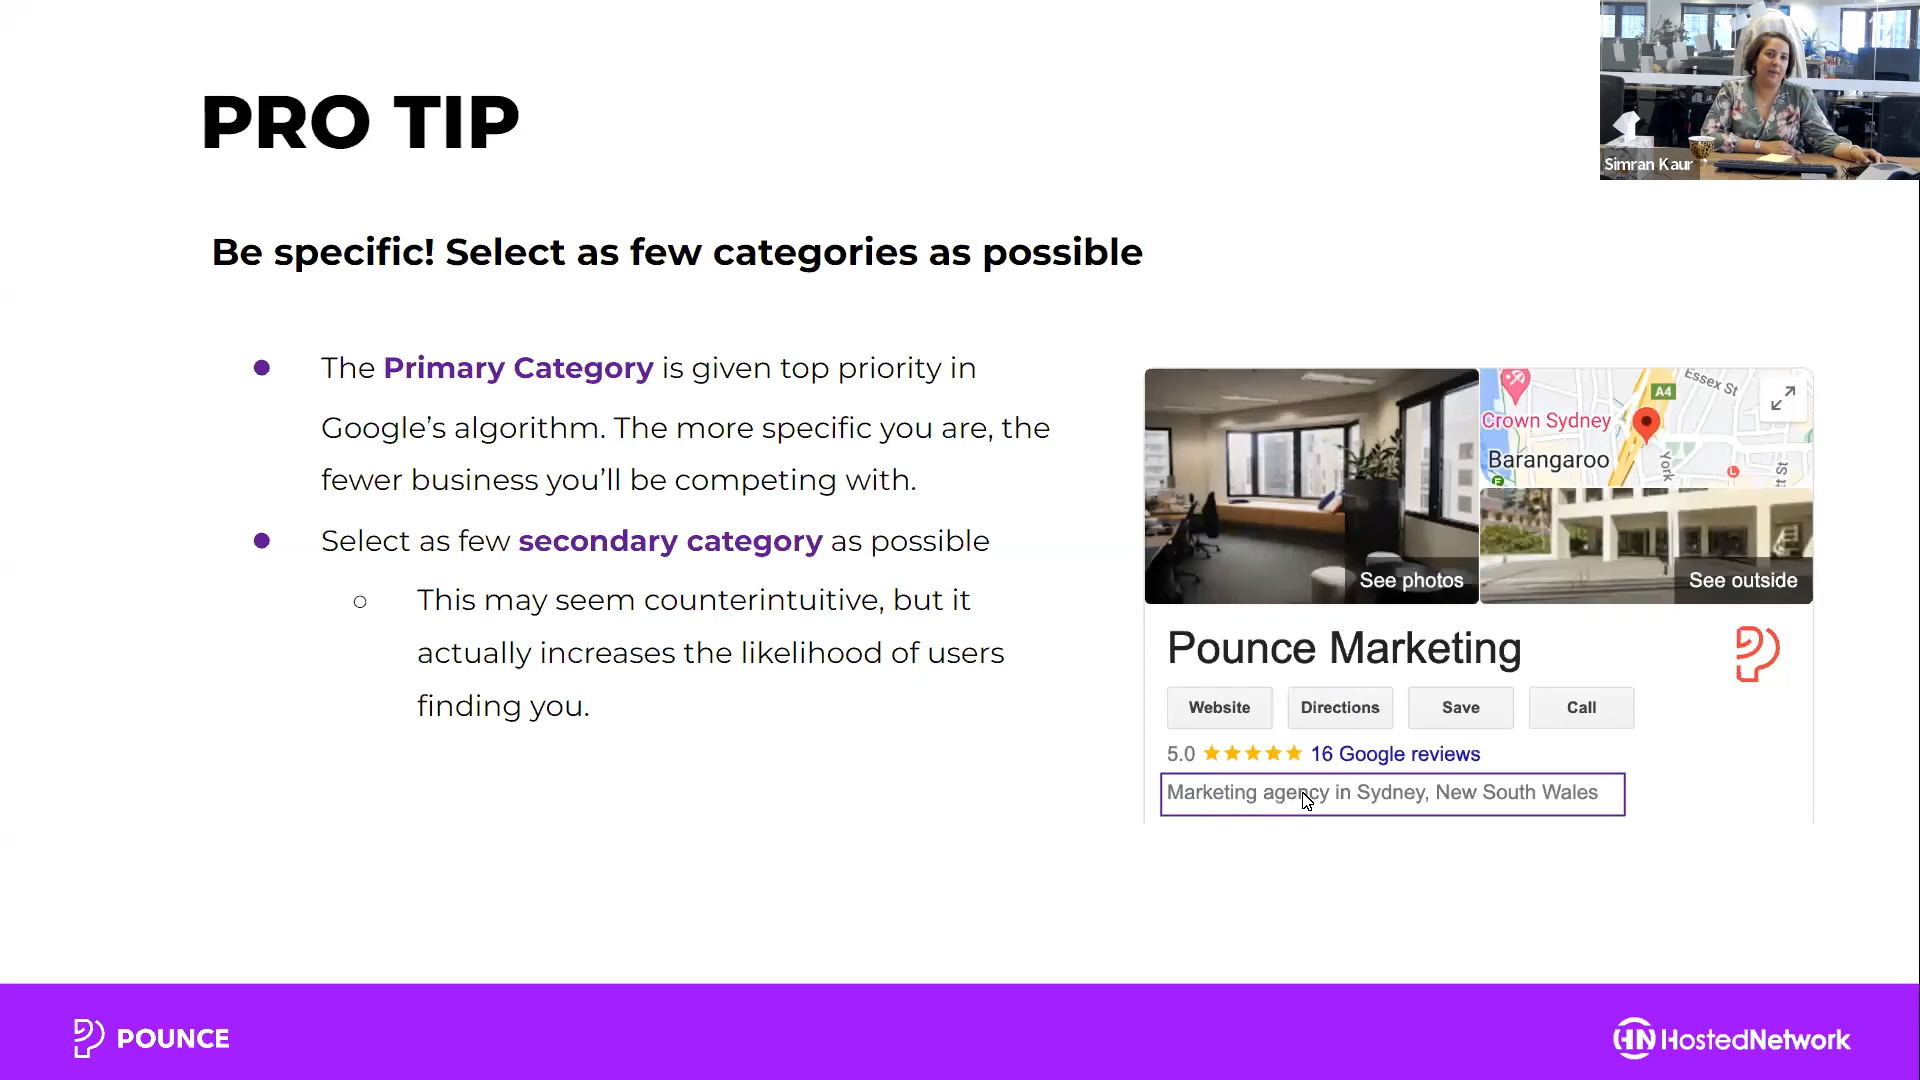 PRO TIP
Simran Kaur
Be specific! Select as few categories as possible
The Primary Category is given top priority in
Google’s algorithm. The more specific you are, the
fewer business you’ll be competing with.
Select as few secondary category as possible
This may seem counterintuitive, but it
actually increases the likelihood of users
finding you.
Essex St
A4
Crown Sydney
Barangaroo
York
See photos
See outside
Pounce Marketing
Website Directions Save Call
5.0 16 Google reviews
Marketing agency in Sydney, New South Wales
POUNCE
HN HostedNetwork